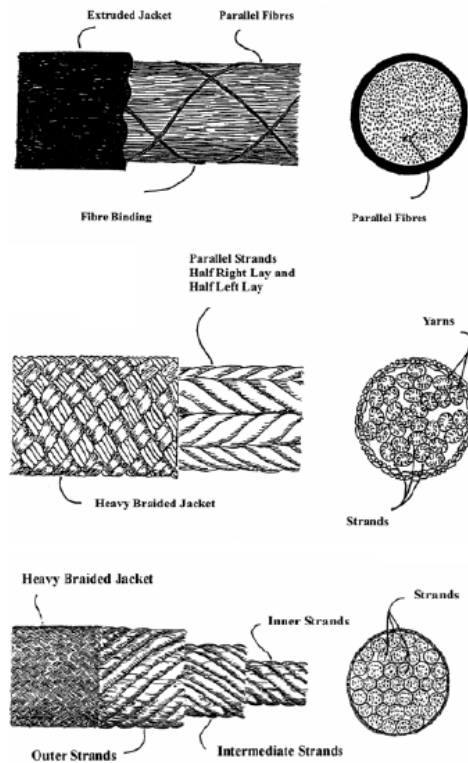 Extruded Jacket
Parallel Fibres
Fibre Binding
Parallel Fibres
Parallel Strands
Half Right Lay and
Half Left Lay
Yarns
Heavy Braided Jacket
Strands
Heavy Braided Jacket
Strands
Inner Strands
Outer Strands
Intermediate Strands